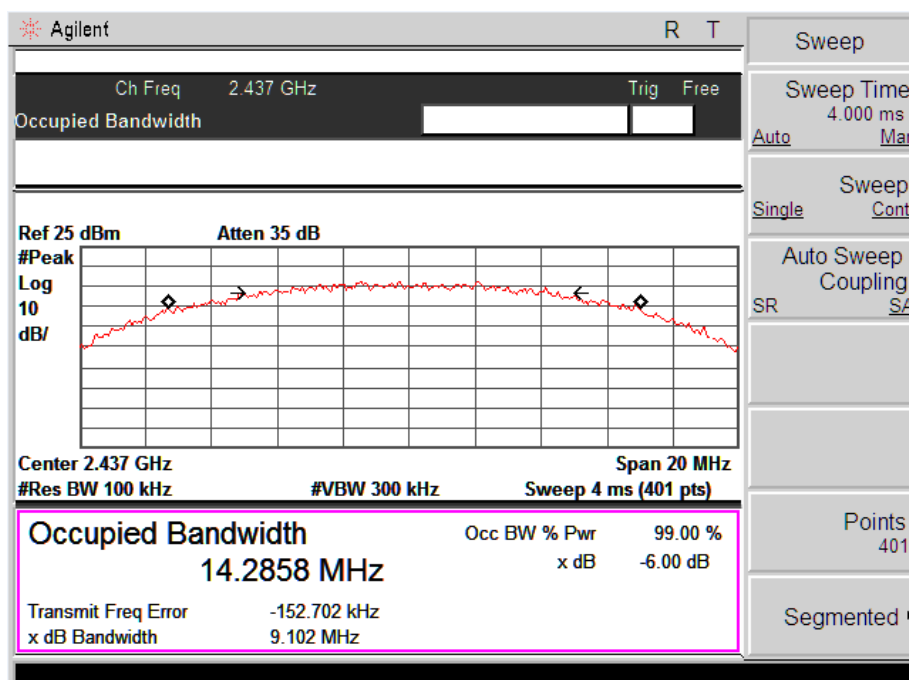 Agilent R T
Ch Freq 2.437 GHz Trig Free
Occupied Bandwidth
Ref 25 dBm Atten 35 dB
#Peak
Log
10
dB/
Center 2.437 GHz Span 20 MHz
#Res BW 100 kHz #VBW 300 kHz Sweep 4 ms (401 pts)
Occupied Bandwidth
14.2858 MHz
Occ BW % Pwr 99.00 %
x dB -6.00 dB
Transmit Freq Error -152.702 kHz
x dB Bandwidth 9.102 MHz
Sweep
Sweep Time
4.000 ms
Auto Mar
Sweep
Single Cont
Auto Sweep
Coupling
SR SA
Points
401
Segmented